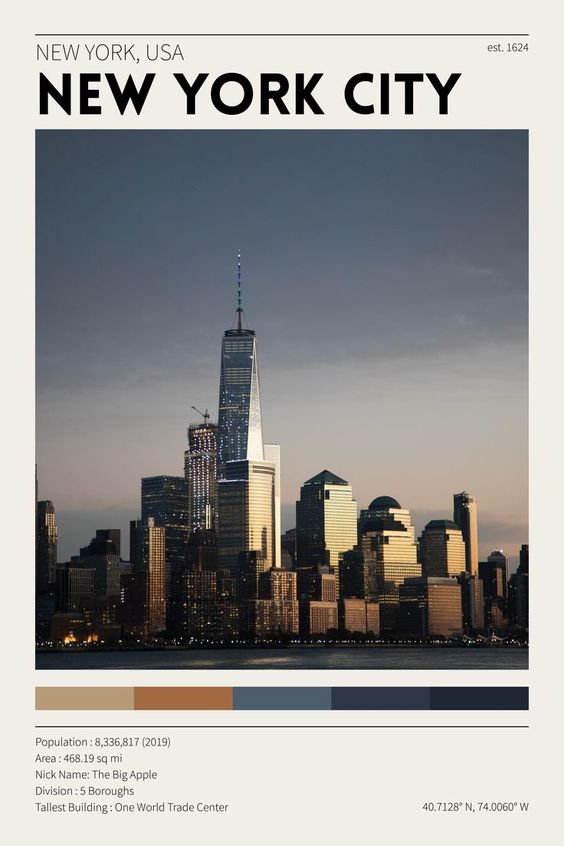 NEW YORK, USA
est. 1624
NEW YORK CITY
Population : 8,336,817 (2019)
Area : 468.19 sq mi
Nick Name: The Big Apple
Division : 5 Boroughs
Tallest Building : One World Trade Center
40.7128° N, 74.0060° W